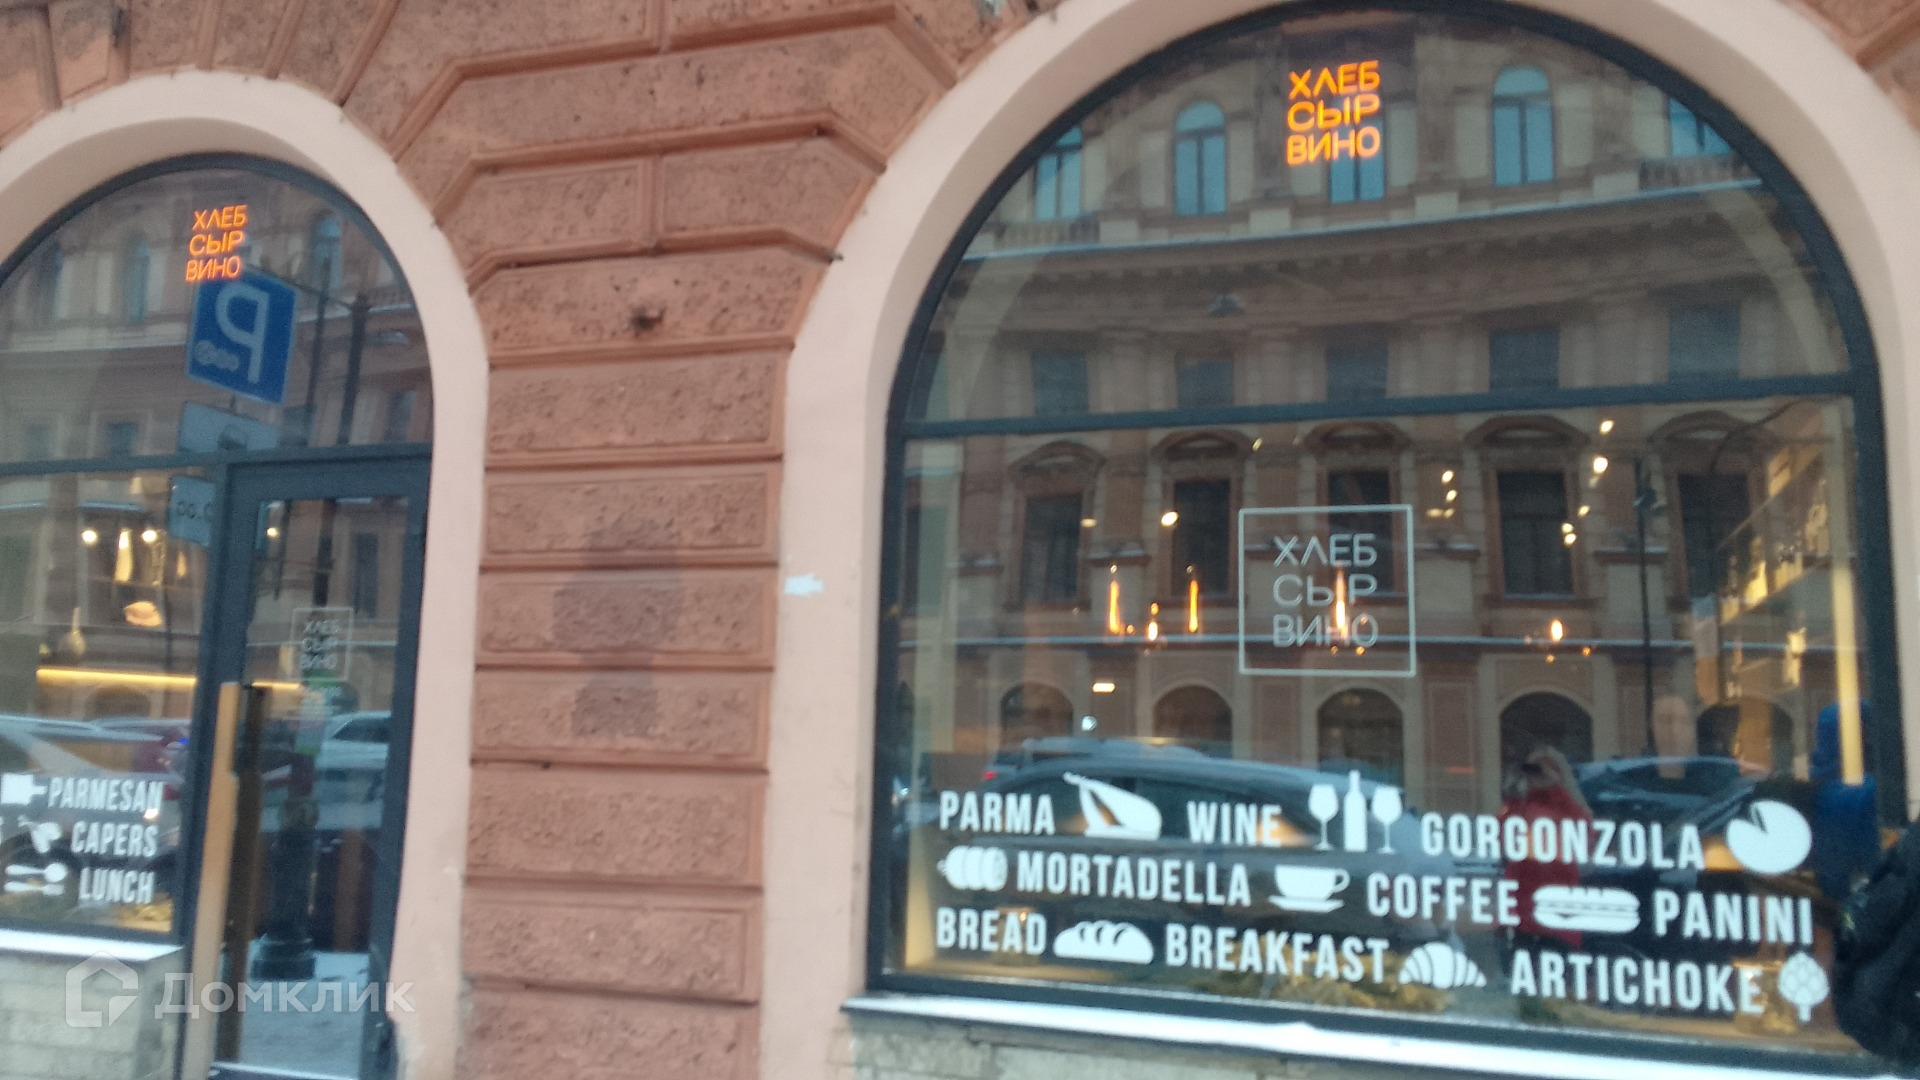 ХЛЕБ
СЫР
ВИНО
ХЛЕБ
СЫР
ВИНО
P
ХЛЕБ
СЫР
ВИНО
ХЛЕБ
СЫР
ВИНО
PARMESAN
CAPERS
LUNCH
PARMA WINE GORGONZOLA
MORTADELLA COFFEE PANINI
BREAD BREAKFAST ARTICHOKE
Домклик